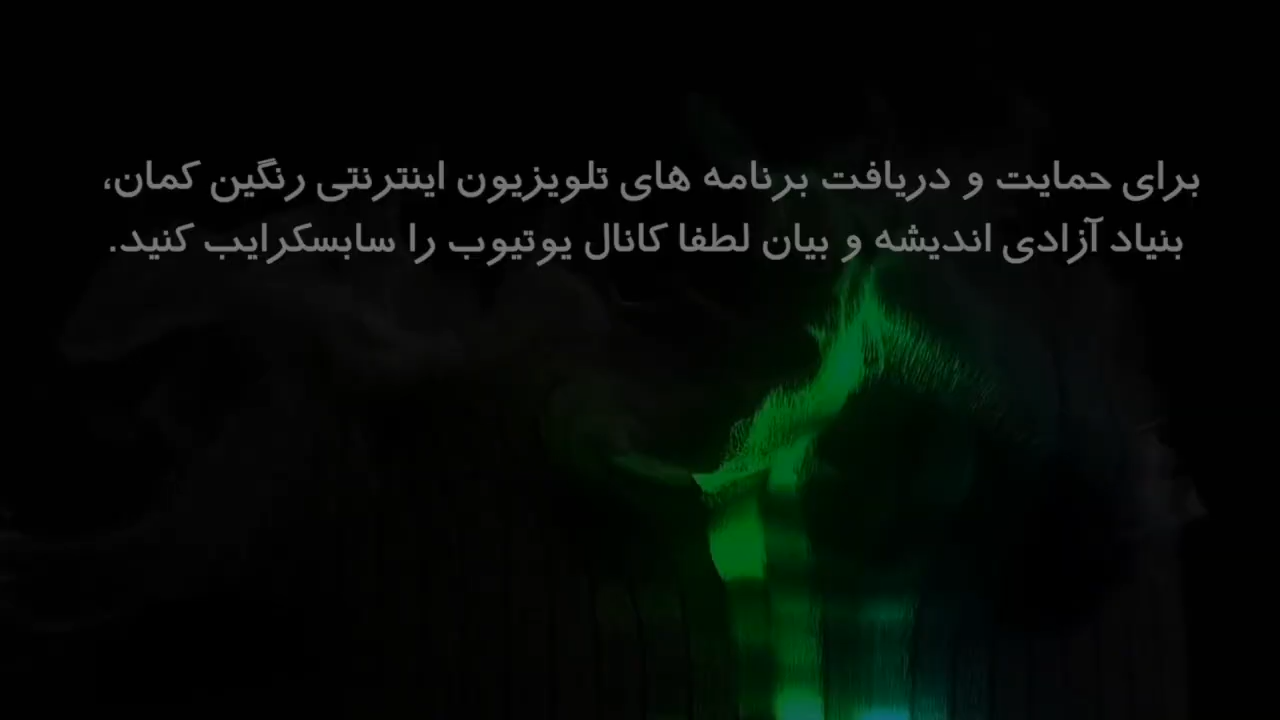 برای حمایت و دریافت برنامه های تلویزیون اینترنتی رنگین کمان،
بنیاد آزادی اندیشه و بیان لطفا کانال یوتیوب را سابسکرایب کنید.